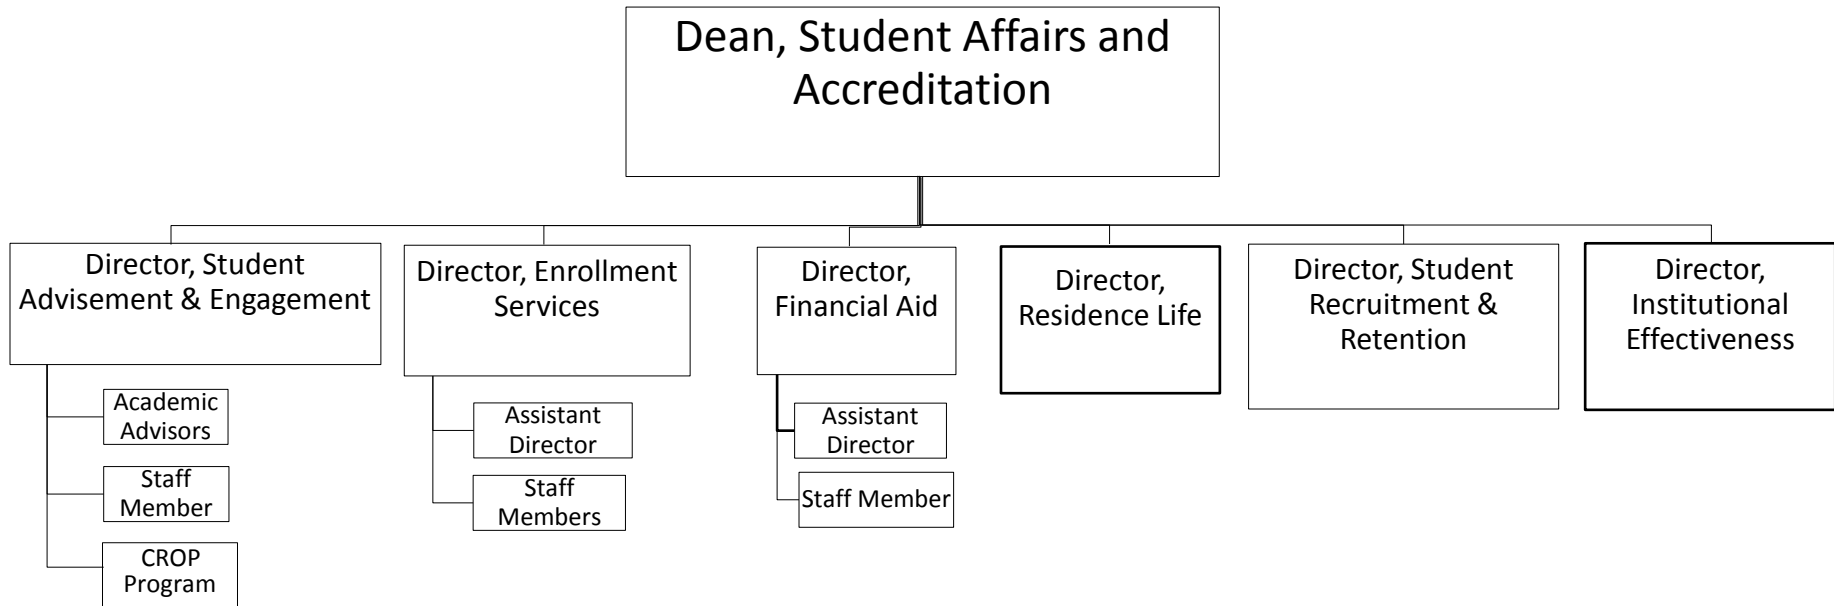 Dean, Student Affairs and
Accreditation
Director, Student
Advisement & Engagement
Director, Enrollment
Services
Director,
Financial Aid
Director,
Residence Life
Director, Student
Recruitment &
Retention
Director,
Institutional
Effectiveness
Academic
Advisors
Staff
Member
CROP
Program
Assistant
Director
Staff
Members
Assistant
Director
Staff Member